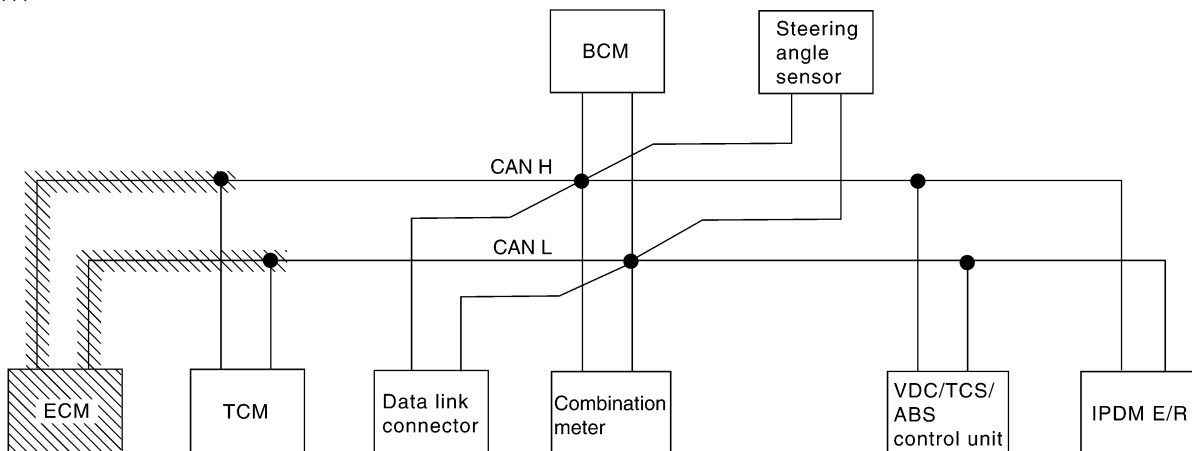 BCM
Steering
angle
sensor
CAN H
CAN L
ECM
TCM
Data link
connector
Combination
meter
VDC/TCS/
ABS
control unit
IPDM E/R